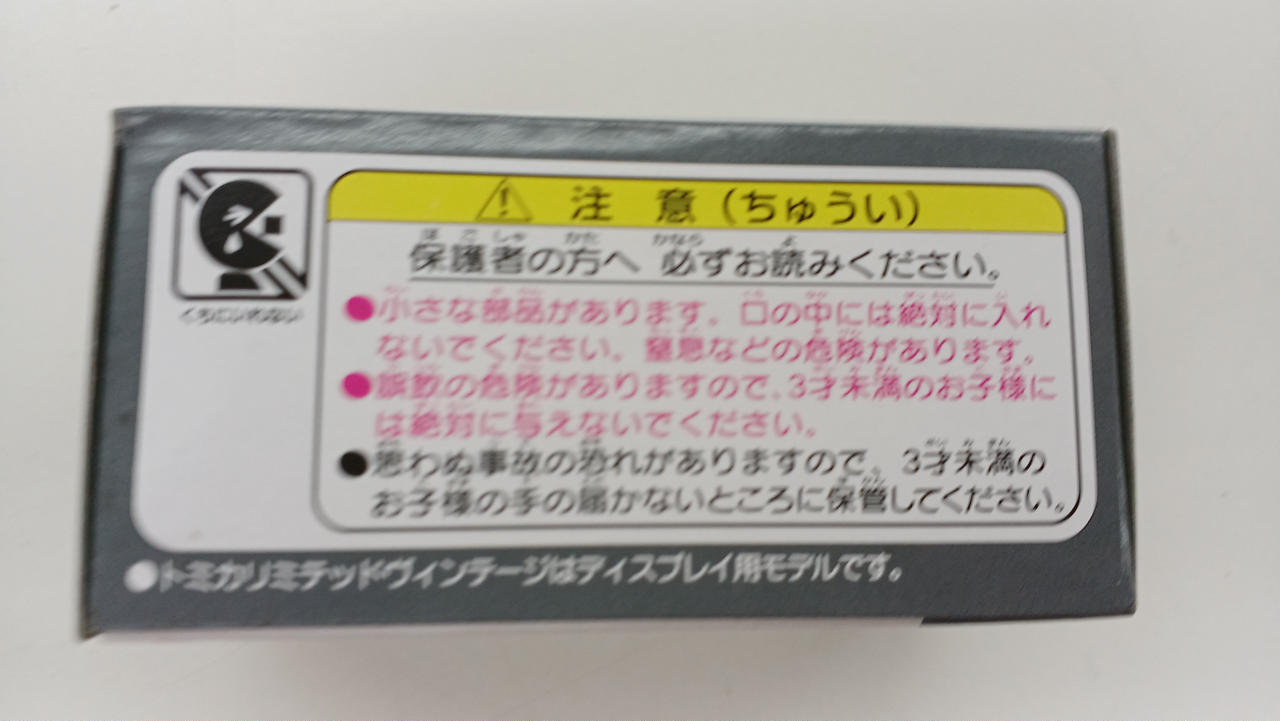 注 意 (ちゅうい)
保護者の方へ 必ずお読みください。
くちにいれない
●小さな部品があります。口の中には絶対に入れ
ないでください。窒息などの危険があります。
●誤飲の危険がありますので、3才未満のお子様に
は絶対に与えないでください。
●思わぬ事故の恐れがありますので、3才未満の
お子様の手の届かないところに保管してください。
●トミカリミテッドヴィンテージはディスプレイ用モデルです。